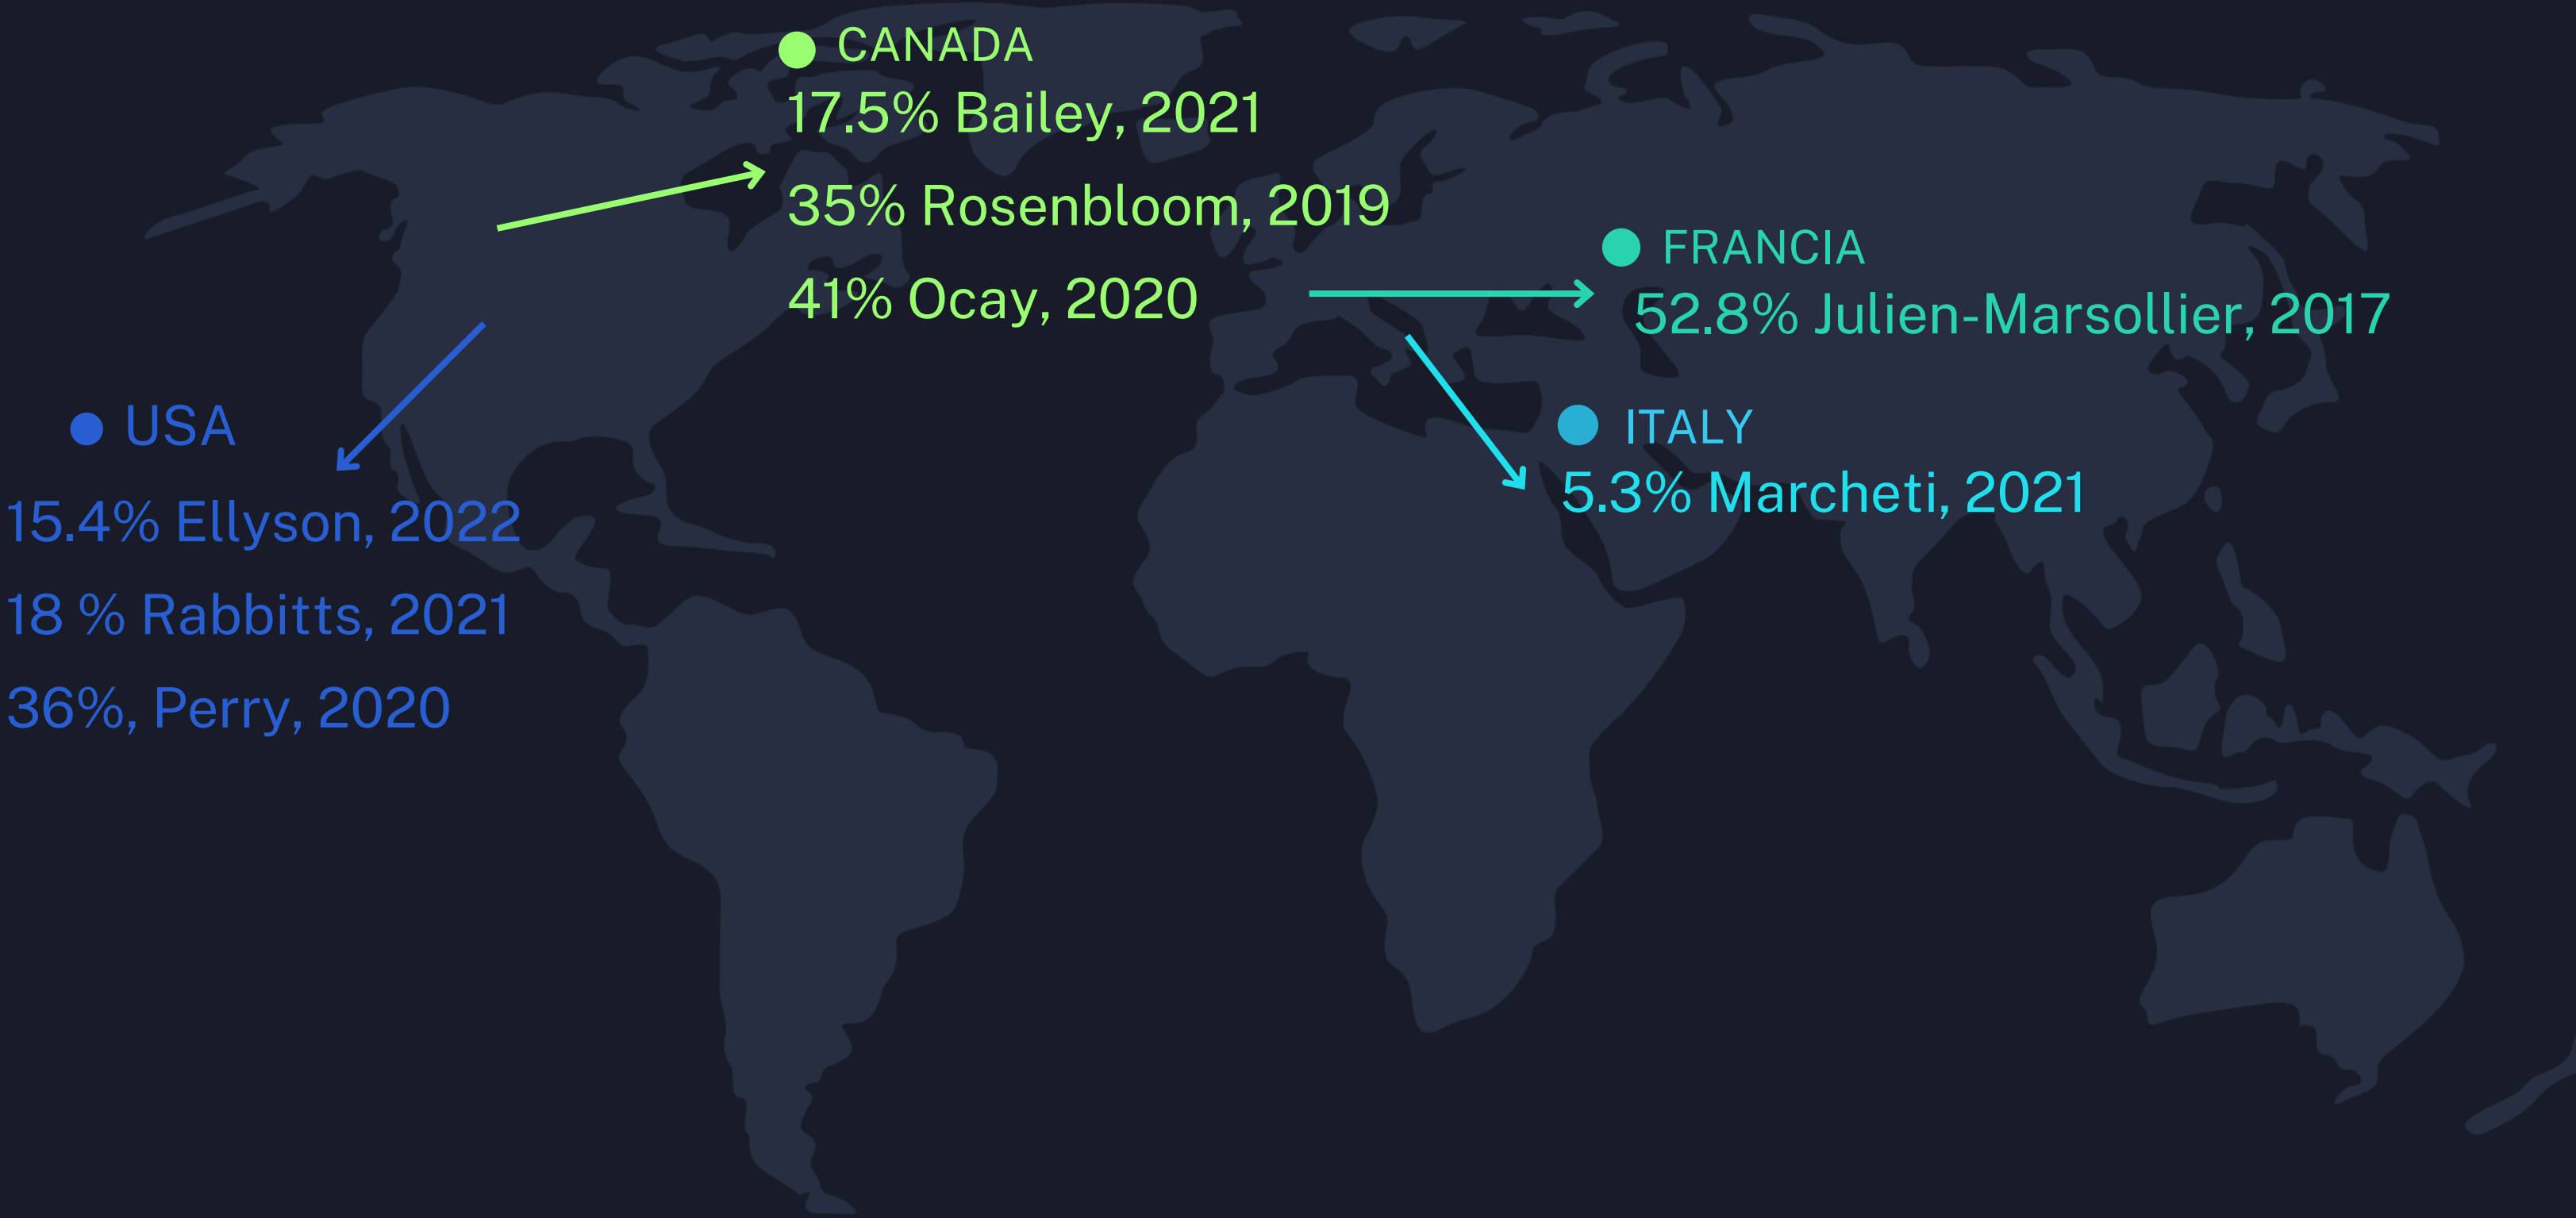 CANADA
17.5% Bailey, 2021
35% Rosenbloom, 2019
41% Ocay, 2020
FRANCIA
52.8% Julien-Marsollier, 2017
USA
15.4% Ellyson, 2022
18 % Rabbitts, 2021
36%, Perry, 2020
ITALY
5.3% Marcheti, 2021